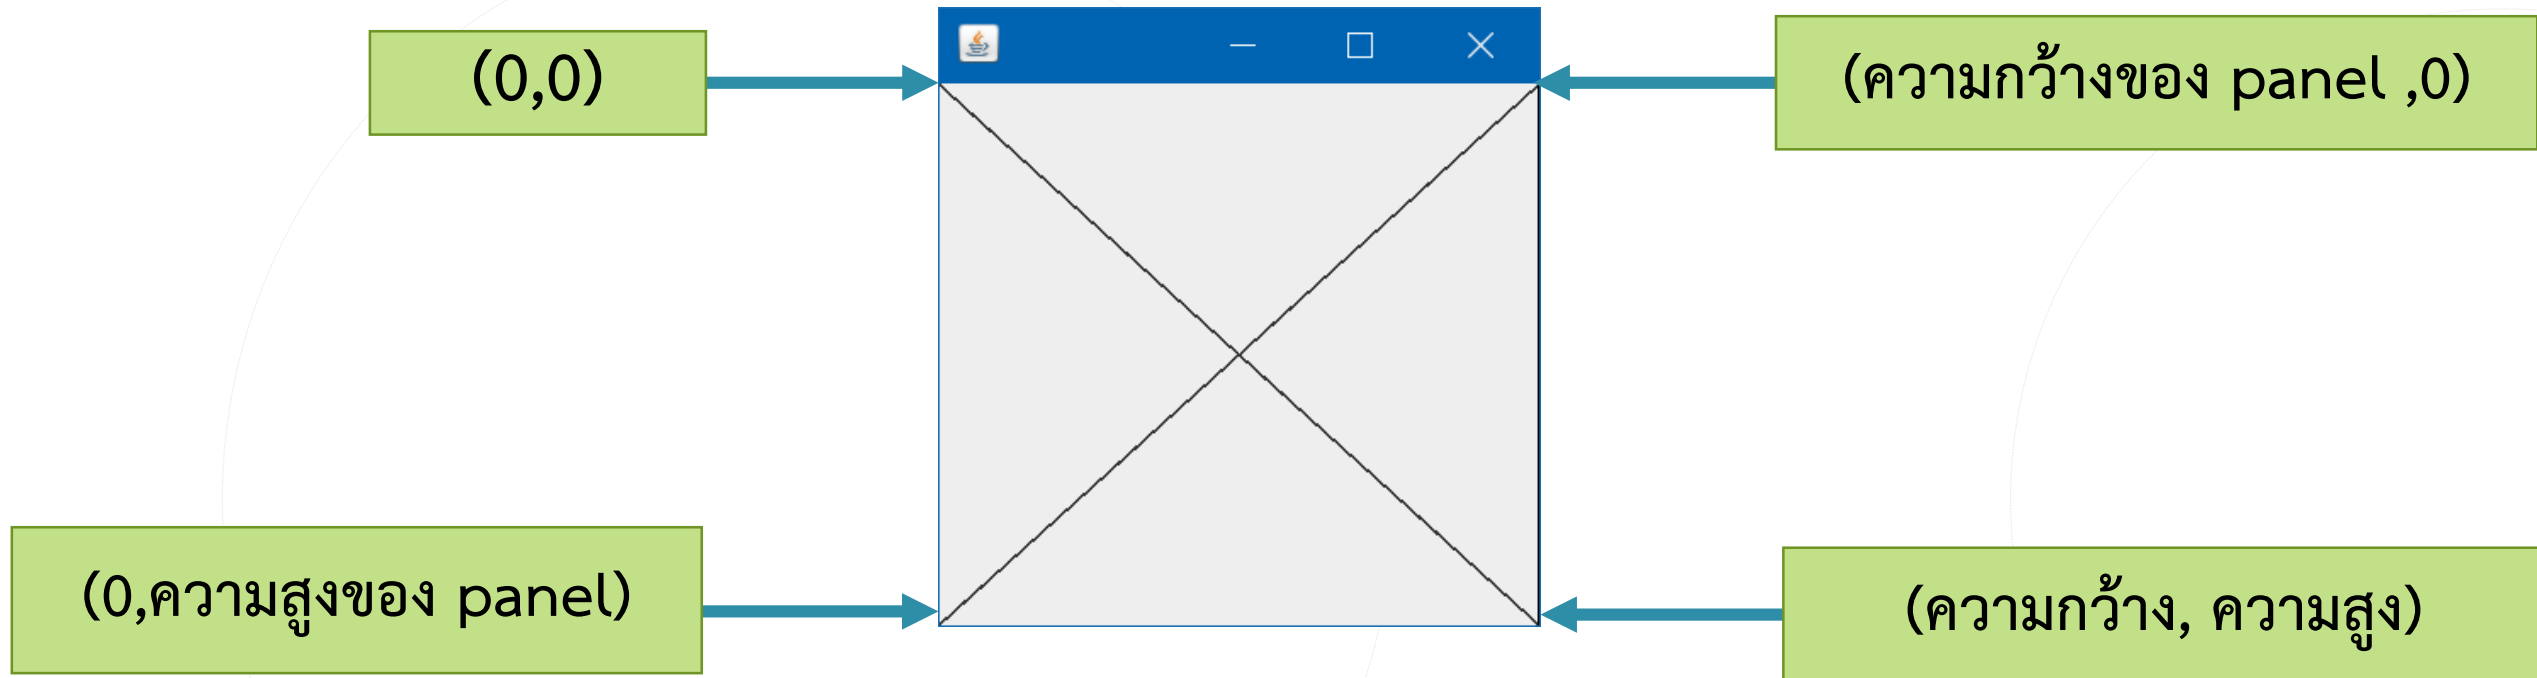 (0,0)
(ความกว้างของ panel ,0)
(0,ความสูงของ panel)
(ความกว้าง, ความสูง)